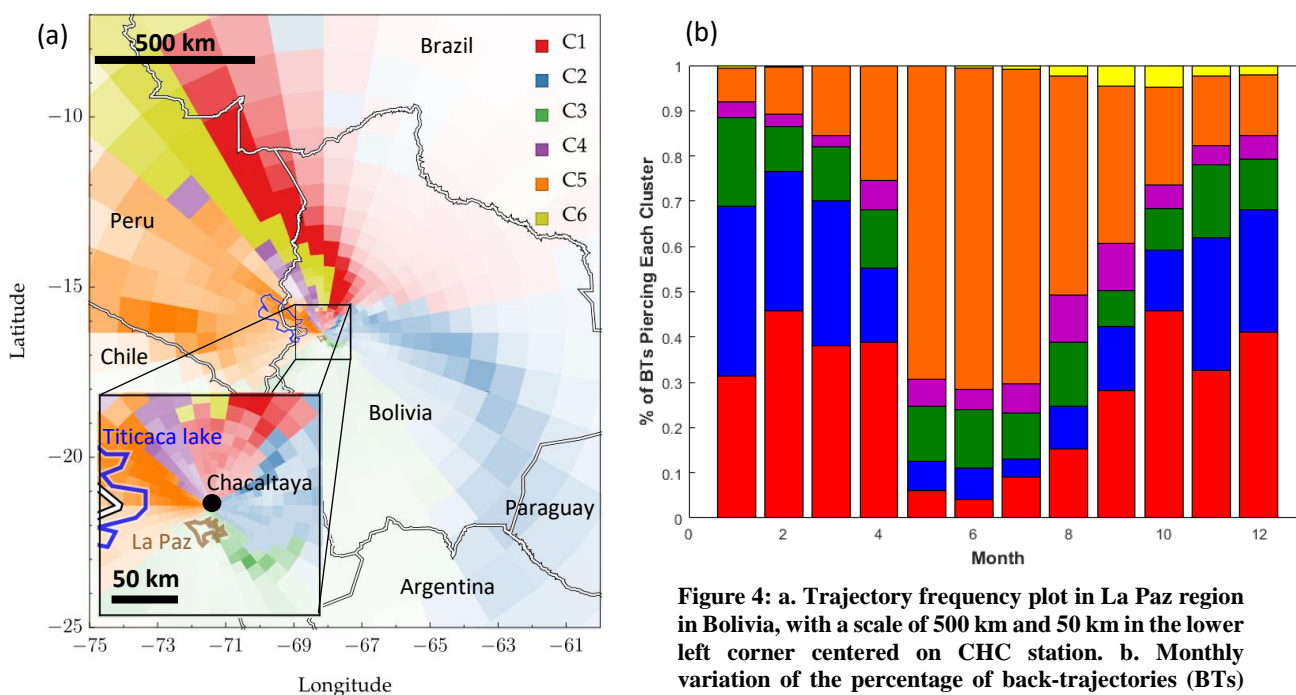 (a)
500 km
Brazil
C1
C2
C3
C4
C5
C6
Peru
Chile
Bolivia
Titicaca lake
Chacaltaya
La Paz
50 km
Paraguay
Argentina
−10
−15
−20
−25
Latitude
−75 −73 −71 −69 −67 −65 −63 −61
Longitude
(b)
1
0.9
0.8
0.7
0.6
0.5
0.4
0.3
0.2
0.1
0
% of BTs Piercing Each Cluster
0 2 4 6 8 10 12
Month
Figure 4: a. Trajectory frequency plot in La Paz region
in Bolivia, with a scale of 500 km and 50 km in the lower
left corner centered on CHC station. b. Monthly
variation of the percentage of back-trajectories (BTs)